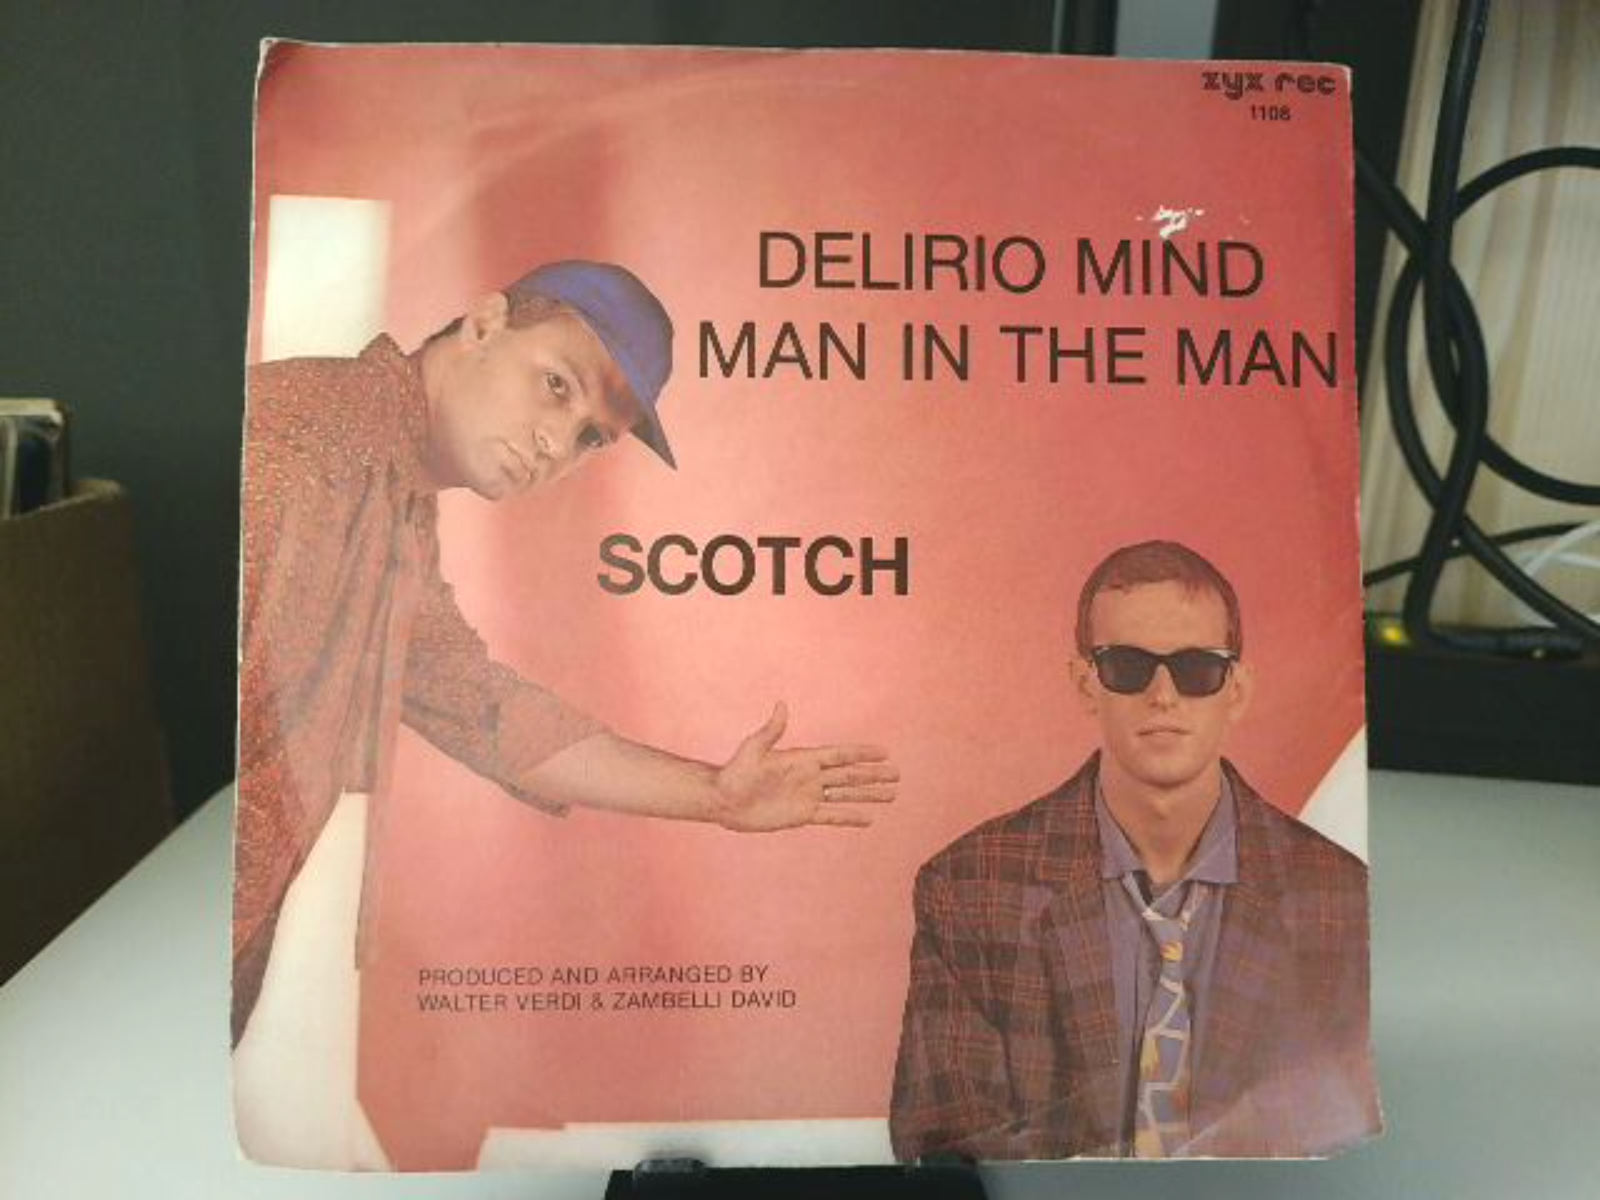 zyx rec
1108
DELIRIO MIND
MAN IN THE MAN
SCOTCH
PRODUCED AND ARRANGED BY
WALTER VERDI & ZAMBELLI DAVID